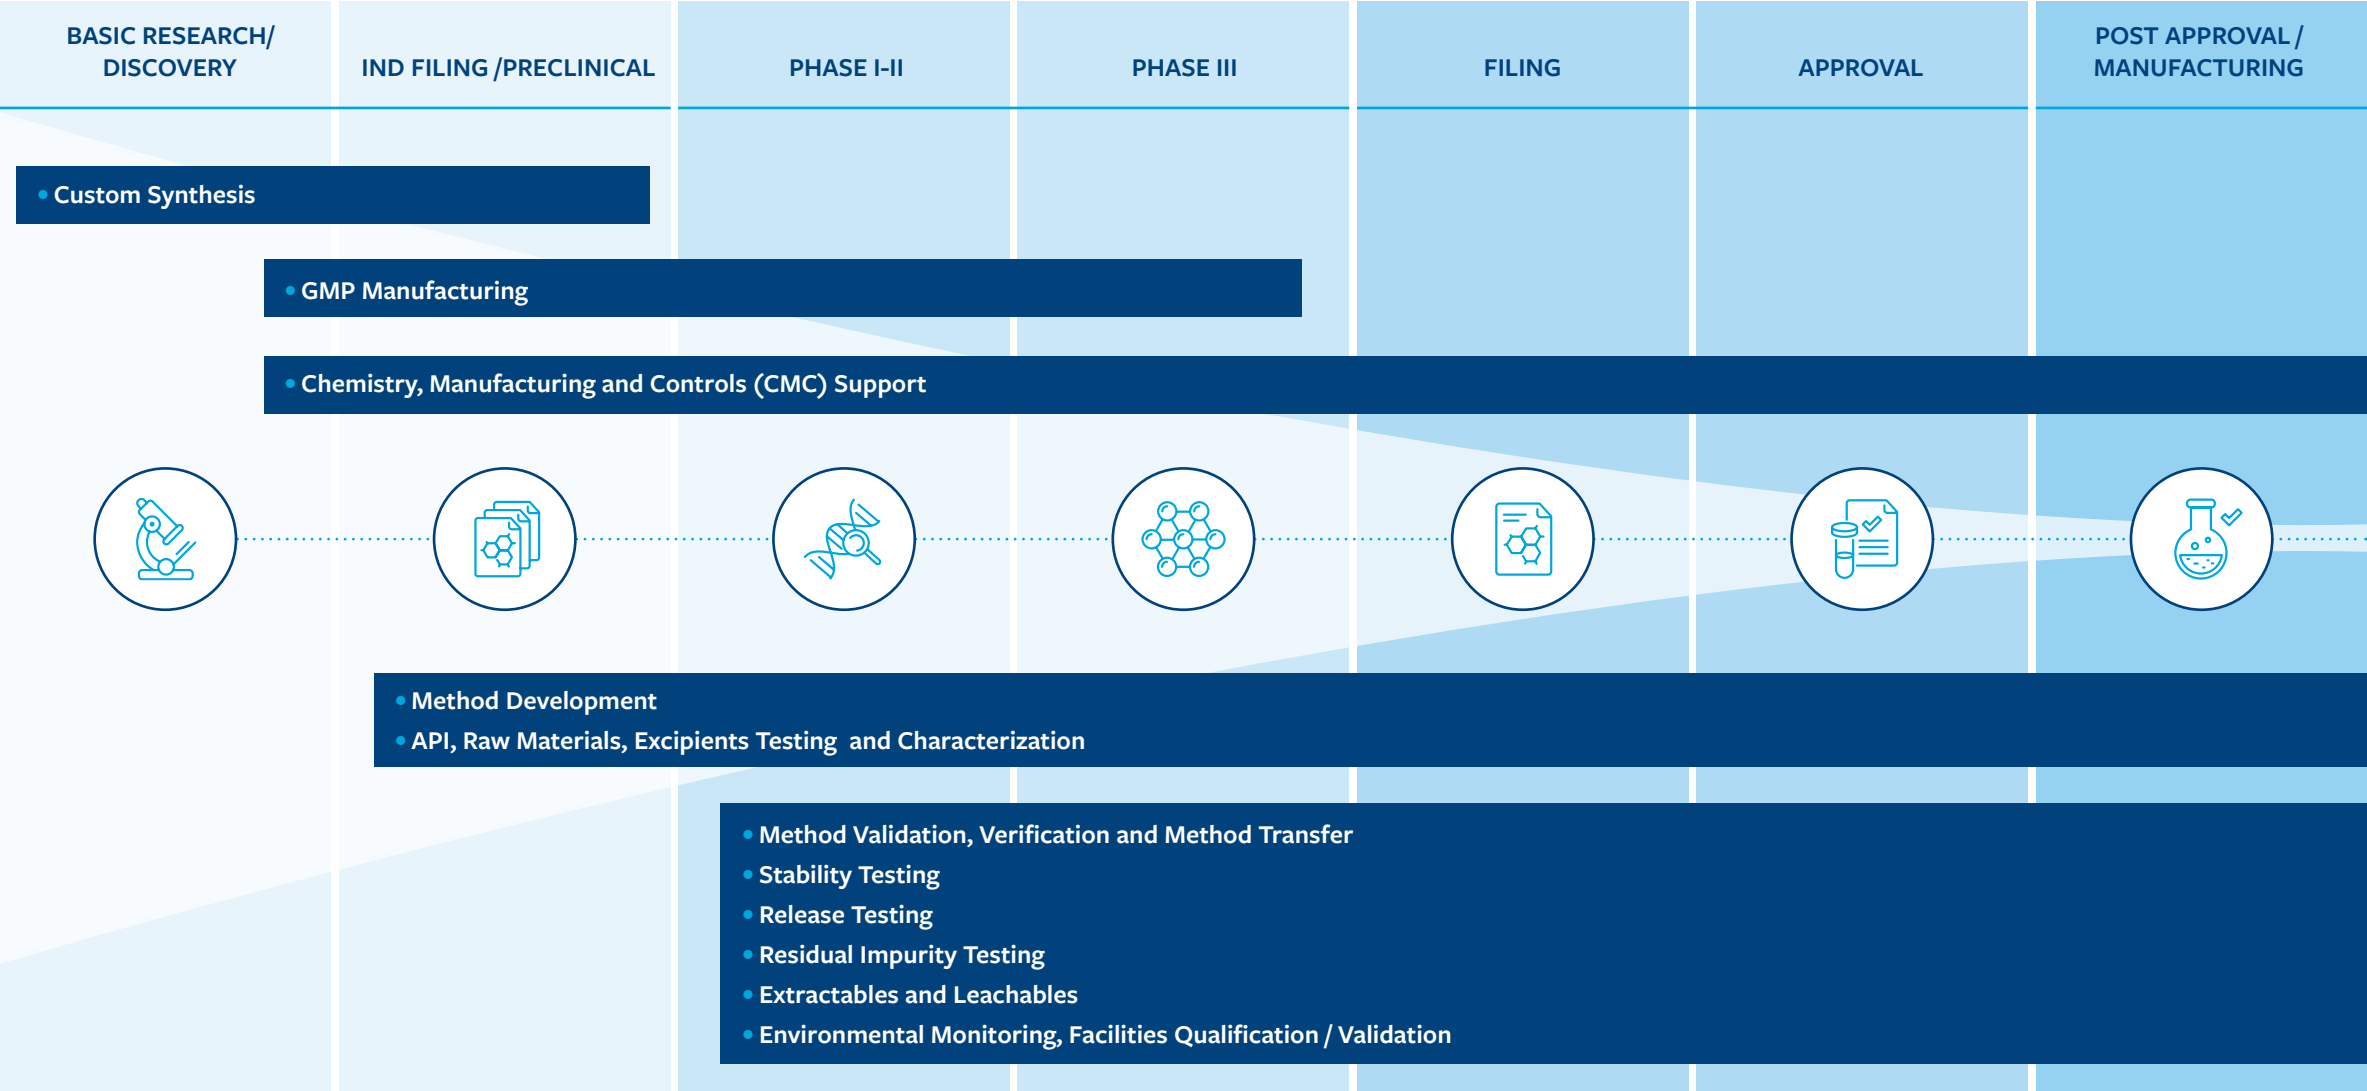 BASIC RESEARCH/
DISCOVERY
IND FILING /PRECLINICAL
PHASE I-II
PHASE III
FILING
APPROVAL
POST APPROVAL /
MANUFACTURING
• Custom Synthesis
• GMP Manufacturing
• Chemistry, Manufacturing and Controls (CMC) Support
• Method Development
• API, Raw Materials, Excipients Testing and Characterization
• Method Validation, Verification and Method Transfer
• Stability Testing
• Release Testing
• Residual Impurity Testing
• Extractables and Leachables
• Environmental Monitoring, Facilities Qualification / Validation